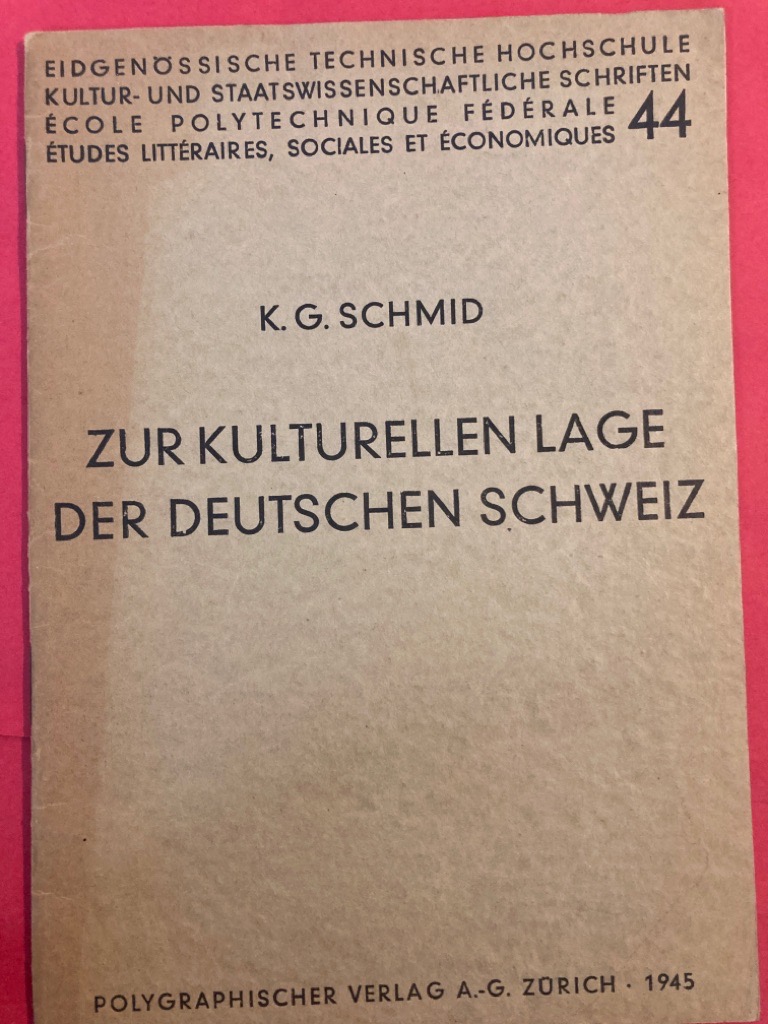 EIDGENÖSSISCHE TECHNISCHE HOCHSCHULE
KULTUR- UND STAATSWISSENSCHAFTLICHE SCHRIFTEN
ÉCOLE POLYTECHNIQUE FÉDÉRALE
ÉTUDES LITTÉRAIRES, SOCIALES ET ÉCONOMIQUES 44
K. G. SCHMID
ZUR KULTURELLEN LAGE
DER DEUTSCHEN SCHWEIZ
POLYGRAPHISCHER VERLAG A.-G. ZÜRICH · 1945